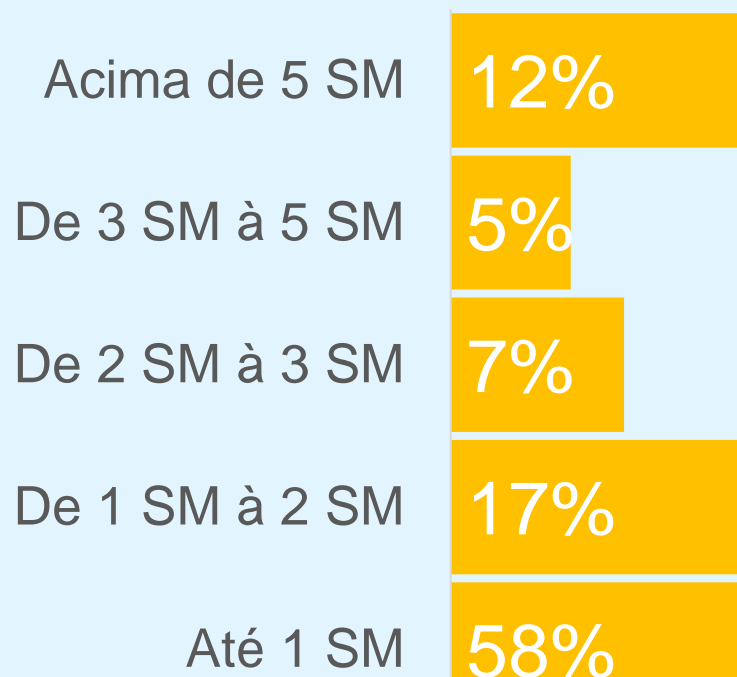 Acima de 5 SM 12%
De 3 SM à 5 SM 5%
De 2 SM à 3 SM 7%
De 1 SM à 2 SM 17%
Até 1 SM 58%